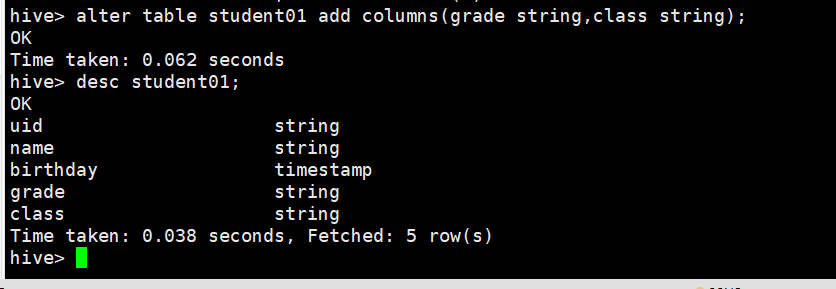 hive> alter table student01 add columns(grade string,class string);
OK
Time taken: 0.062 seconds
hive> desc student01;
OK
uid                     string
name                    string
birthday                timestamp
grade                   string
class                   string
Time taken: 0.038 seconds, Fetched: 5 row(s)
hive>